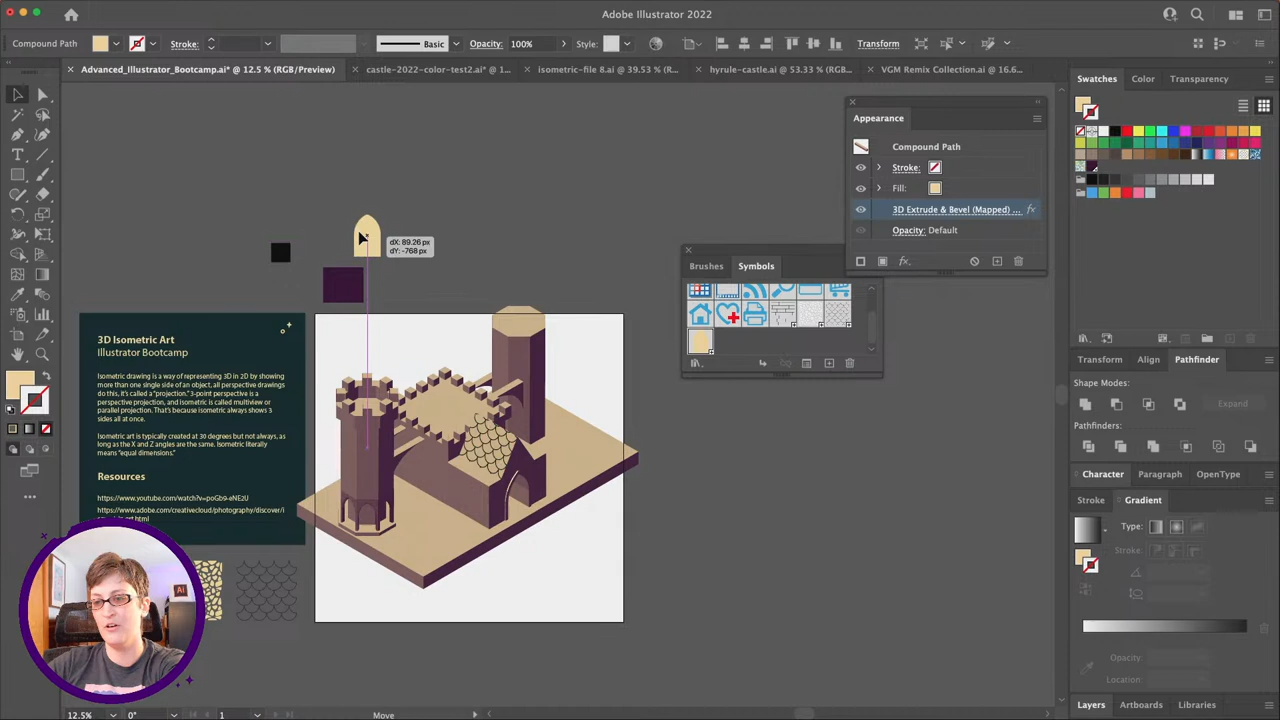 Adobe Illustrator 2022
Compound Path
Stroke:
Basic
Opacity: 100%
Style:
Transform
Advanced_Illustrator_Bootcamp.ai* @ 12.5 % (RGB/Preview)
castle-2022-color-test2.ai* @ 1...
isometric-file 8.ai @ 39.53 % (RG...
hyrule-castle.ai @ 53.33 % (RGB...
VGM Remix Collection.ai @ 16.6...
Swatches
Color
Transparency
Appearance
Compound Path
Stroke:
Fill:
3D Extrude & Bevel (Mapped) ...
fx
Opacity: Default
fx
dX: 89.26 px
dY: -768 px
Brushes
Symbols
3D Isometric Art
Illustrator Bootcamp
Isometric drawing is a way of representing 3D in 2D by showing
more than one single side of an object, all perspective drawings
do this, it's called a "projection." 3-point perspective is a
perspective projection, and isometric is called multiview or
parallel projection. That's because isometric always shows 3
sides all at once.
Isometric art is typically created at 30 degrees but not always, as
long as the X and Z angles are the same. Isometric literally
means "equal dimensions."
Resources
https://www.youtube.com/watch?v=poGb9-eNE2U
https://www.adobe.com/creativecloud/photography/discover/i
Transform
Align
Pathfinder
Shape Modes:
Expand
Pathfinders:
Character
Paragraph
OpenType
Stroke
Gradient
Type:
Stroke:
Opacity:
Location:
Layers
Artboards
Libraries
12.5%
0°
1
Move
Ai